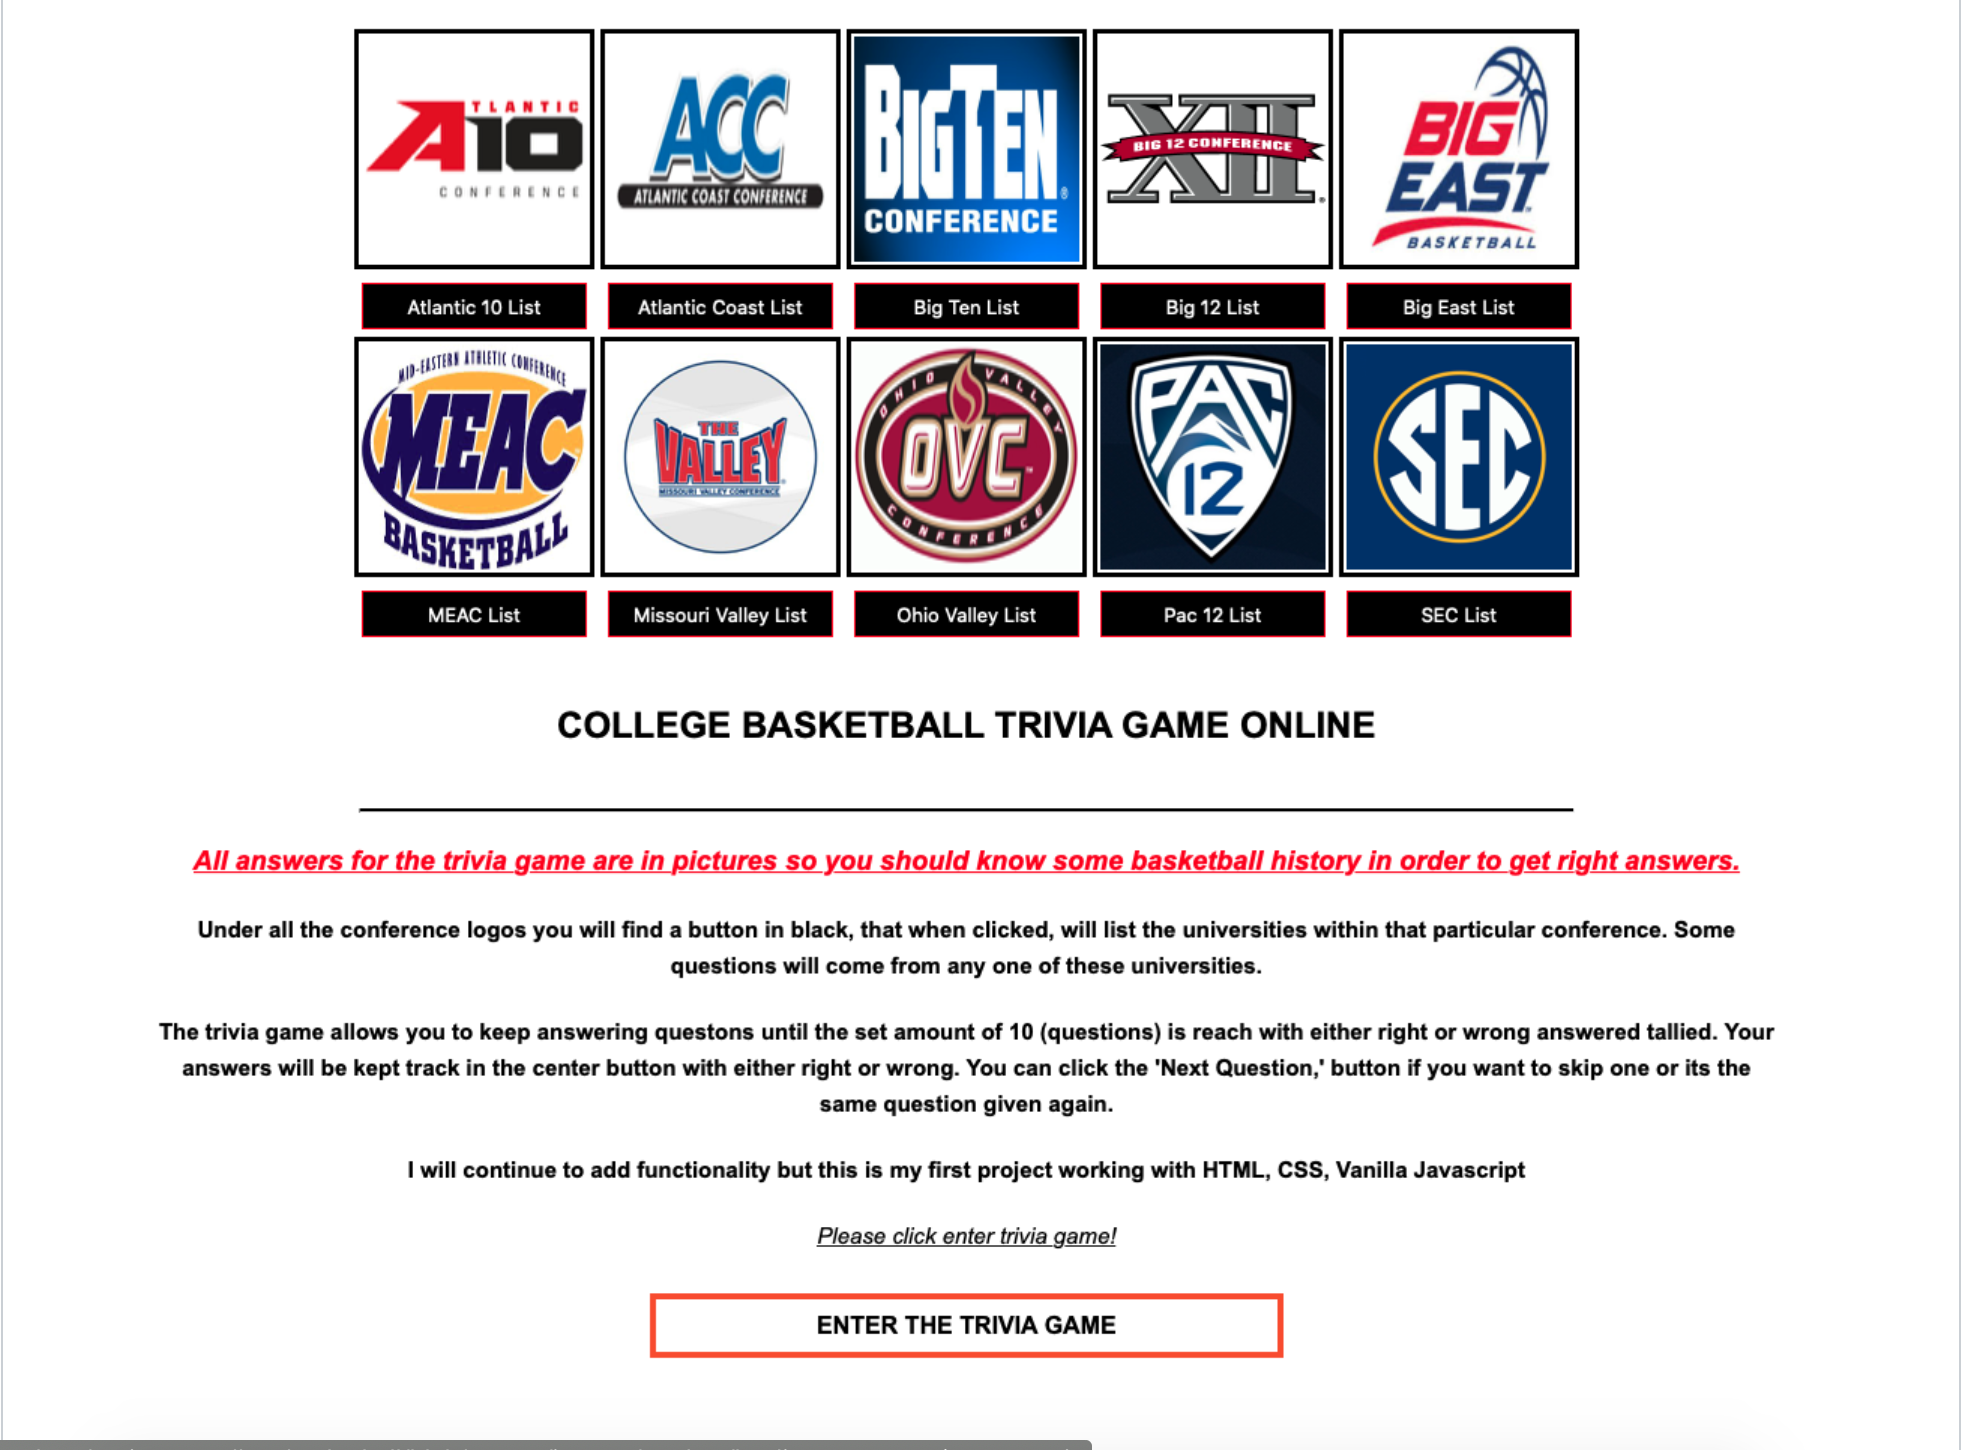 ATLANTIC
A10
CONFERENCE
ACC
ATLANTIC COAST CONFERENCE
BIGTEN®
CONFERENCE
XII
BIG 12 CONFERENCE
BIG
EAST
BASKETBALL
Atlantic 10 List
Atlantic Coast List
Big Ten List
Big 12 List
Big East List
MID-EASTERN ATHLETIC CONFERENCE
MEAC
BASKETBALL
THE
VALLEY
MISSOURI VALLEY CONFERENCE
OHIO VALLEY
OVC
CONFERENCE
PAC
12
SEC
MEAC List
Missouri Valley List
Ohio Valley List
Pac 12 List
SEC List
COLLEGE BASKETBALL TRIVIA GAME ONLINE
All answers for the trivia game are in pictures so you should know some basketball history in order to get right answers.
Under all the conference logos you will find a button in black, that when clicked, will list the universities within that particular conference. Some
questions will come from any one of these universities.
The trivia game allows you to keep answering questons until the set amount of 10 (questions) is reach with either right or wrong answered tallied. Your
answers will be kept track in the center button with either right or wrong. You can click the 'Next Question,' button if you want to skip one or its the
same question given again.
I will continue to add functionality but this is my first project working with HTML, CSS, Vanilla Javascript
Please click enter trivia game!
ENTER THE TRIVIA GAME